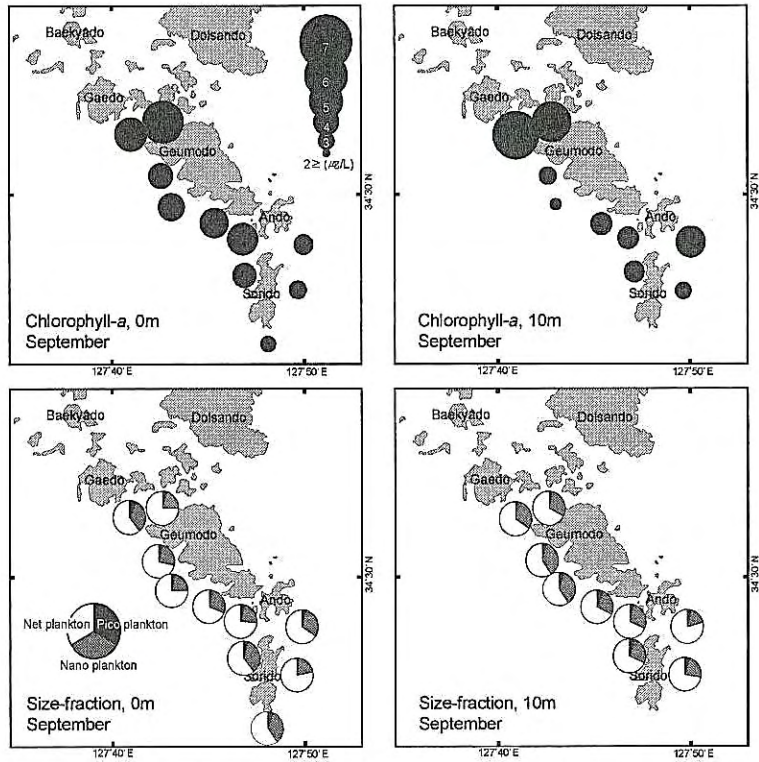 Baekyado
Dolsando
Gaedo
Geumodo
Ando
Sorido
7
6
5
4
3
2≥ (㎍/L)
Chlorophyll-a, 0m
September
34°30'N
127°40'E
127°50'E
Baekyado
Dolsando
Gaedo
Geumodo
Ando
Sorido
Chlorophyll-a, 10m
September
34°30'N
127°40'E
127°50'E
Baekyado
Dolsando
Gaedo
Geumodo
Ando
Sorido
Net plankton
Pico plankton
Nano plankton
Size-fraction, 0m
September
34°30'N
127°40'E
127°50'E
Baekyado
Dolsando
Gaedo
Geumodo
Ando
Sorido
Size-fraction, 10m
September
34°30'N
127°40'E
127°50'E